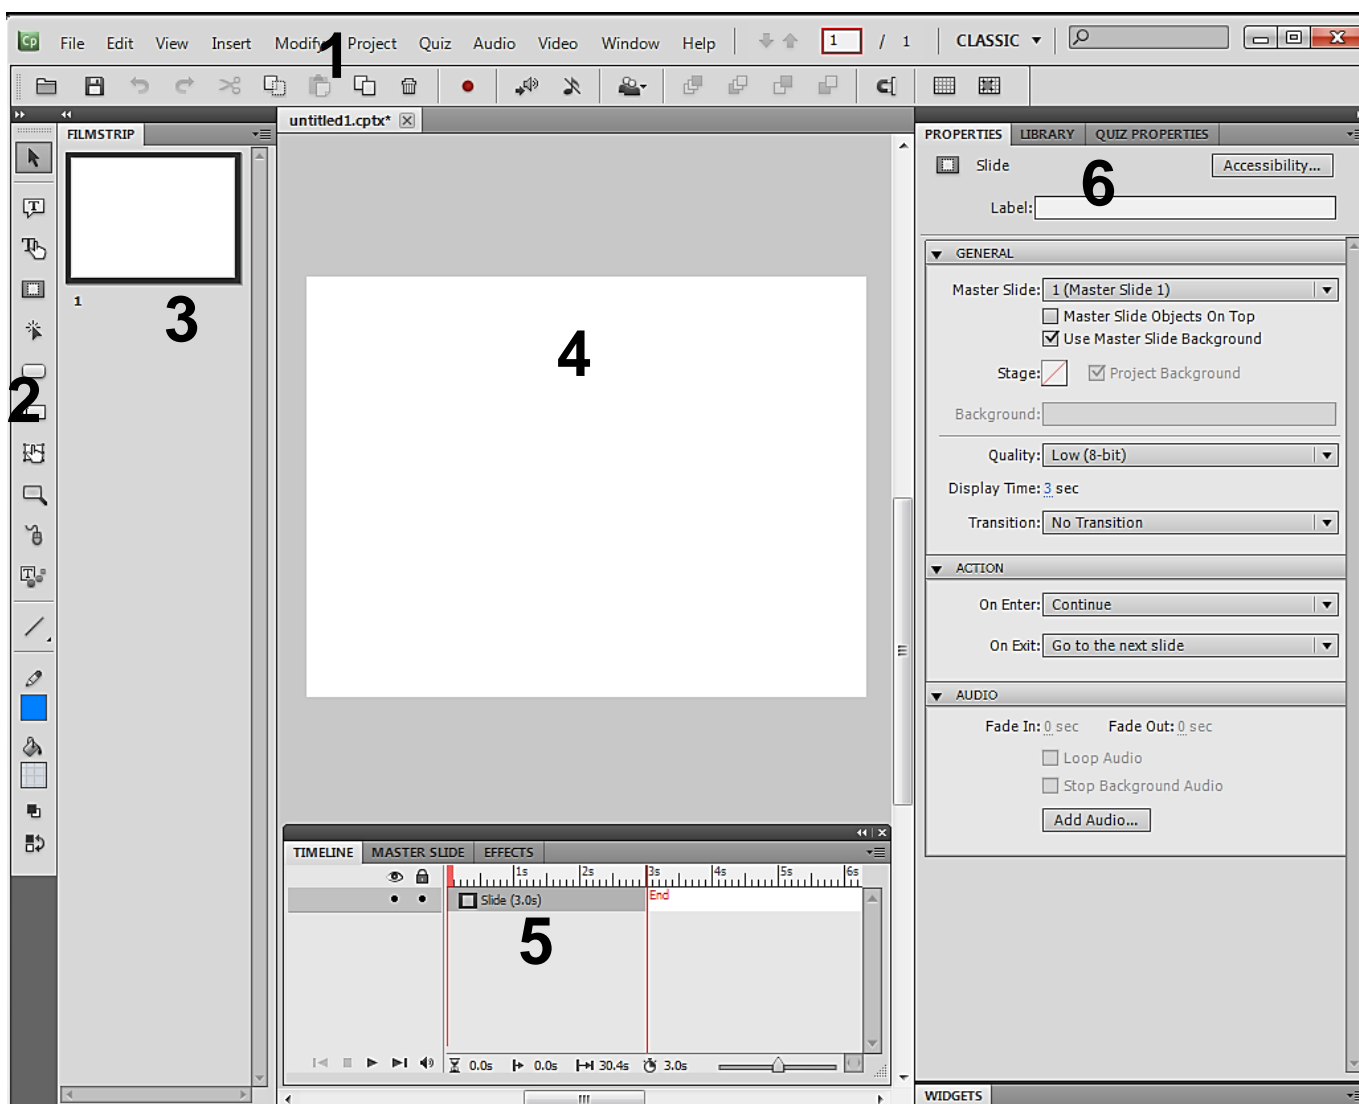 Cp File Edit View Insert Modify Project Quiz Audio Video Window Help 1 / 1 CLASSIC
1
untitled1.cptx*
FILMSTRIP
1
2
3
4
PROPERTIES LIBRARY QUIZ PROPERTIES
Slide Accessibility...
6
Label:
GENERAL
Master Slide: 1 (Master Slide 1)
Master Slide Objects On Top
Use Master Slide Background
Stage: Project Background
Background:
Quality: Low (8-bit)
Display Time: 3 sec
Transition: No Transition
ACTION
On Enter: Continue
On Exit: Go to the next slide
AUDIO
Fade In: 0 sec Fade Out: 0 sec
Loop Audio
Stop Background Audio
Add Audio...
TIMELINE MASTER SLIDE EFFECTS
1s 2s 3s 4s 5s 6s
Slide (3.0s) End
5
0.0s 0.0s 30.4s 3.0s
WIDGETS